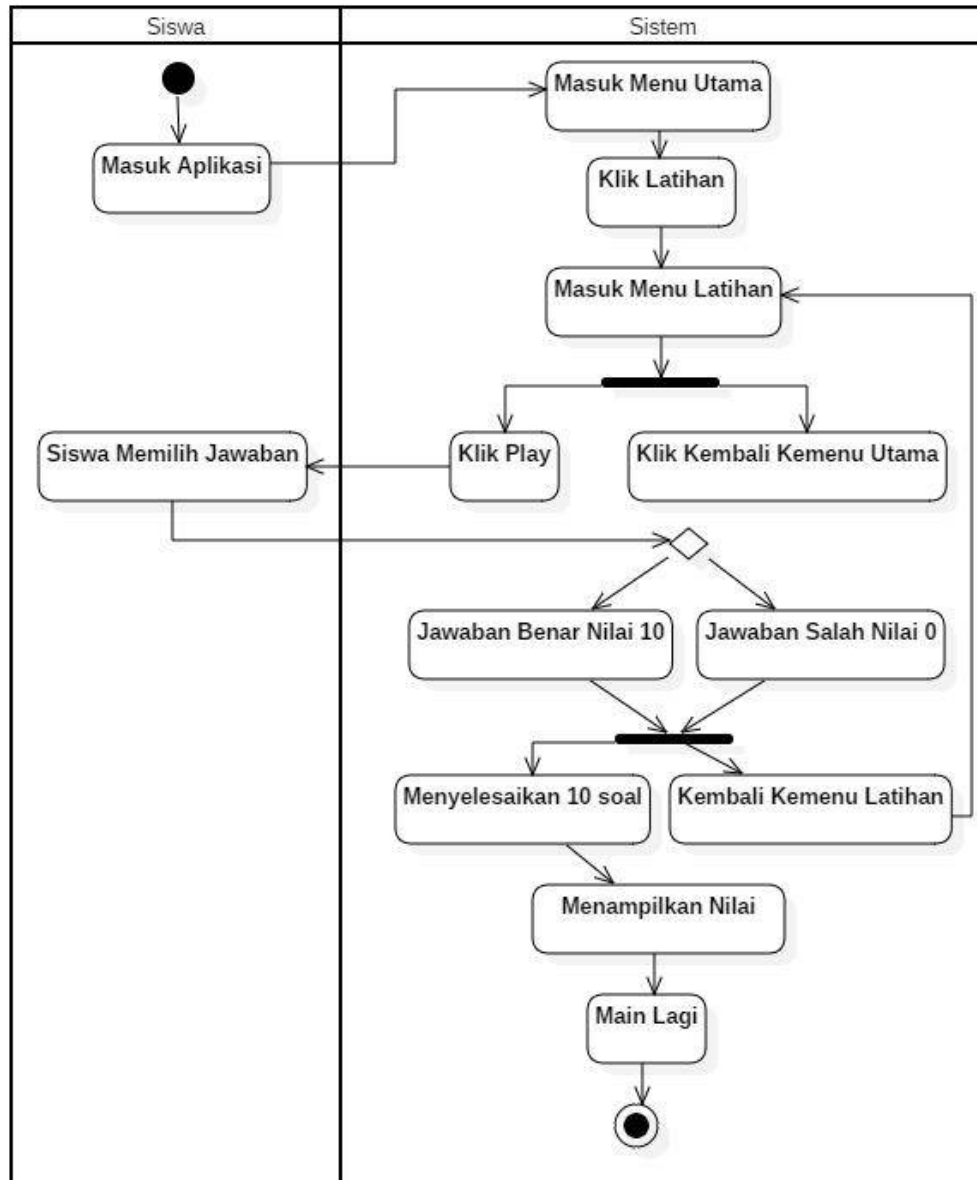 Siswa
Sistem
Masuk Menu Utama
Masuk Aplikasi
Klik Latihan
Masuk Menu Latihan
Siswa Memilih Jawaban
Klik Play
Klik Kembali Kemenu Utama
Jawaban Benar Nilai 10
Jawaban Salah Nilai 0
Menyelesaikan 10 soal
Kembali Kemenu Latihan
Menampilkan Nilai
Main Lagi